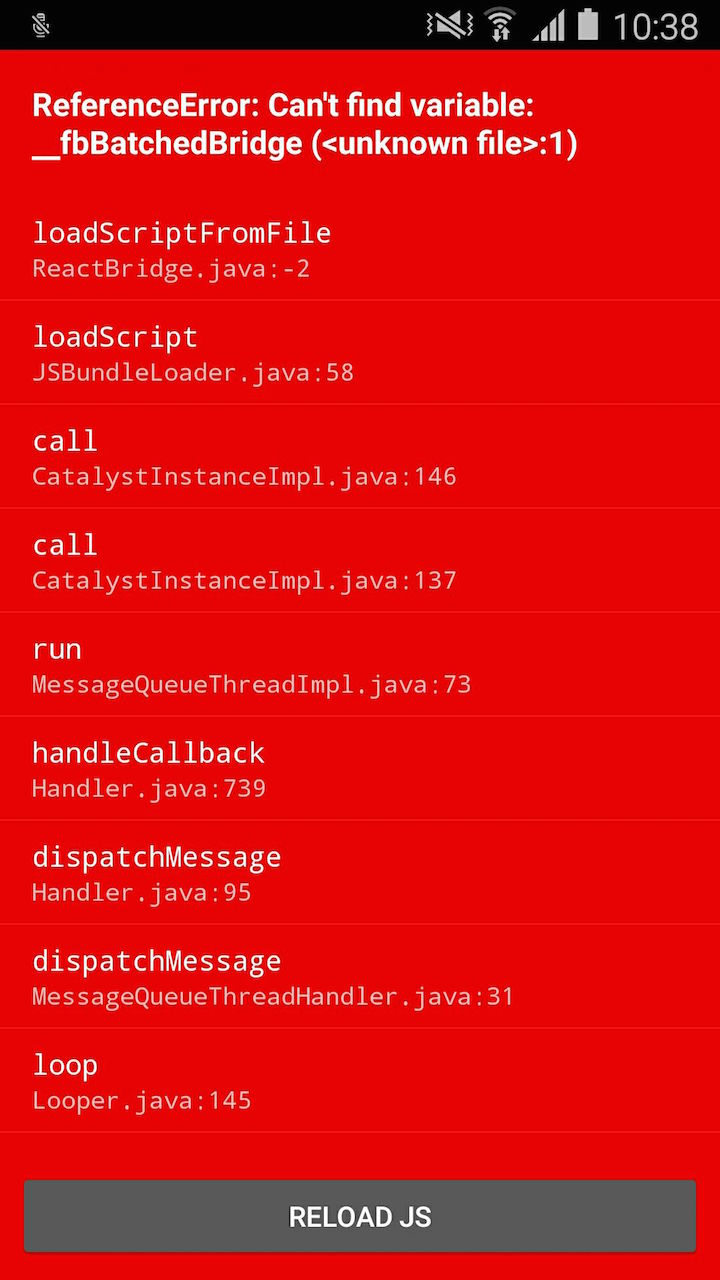 10:38
ReferenceError: Can't find variable:
__fbBatchedBridge (<unknown file>:1)
loadScriptFromFile
ReactBridge.java:-2
loadScript
JSBundleLoader.java:58
call
CatalystInstanceImpl.java:146
call
CatalystInstanceImpl.java:137
run
MessageQueueThreadImpl.java:73
handleCallback
Handler.java:739
dispatchMessage
Handler.java:95
dispatchMessage
MessageQueueThreadHandler.java:31
loop
Looper.java:145
RELOAD JS